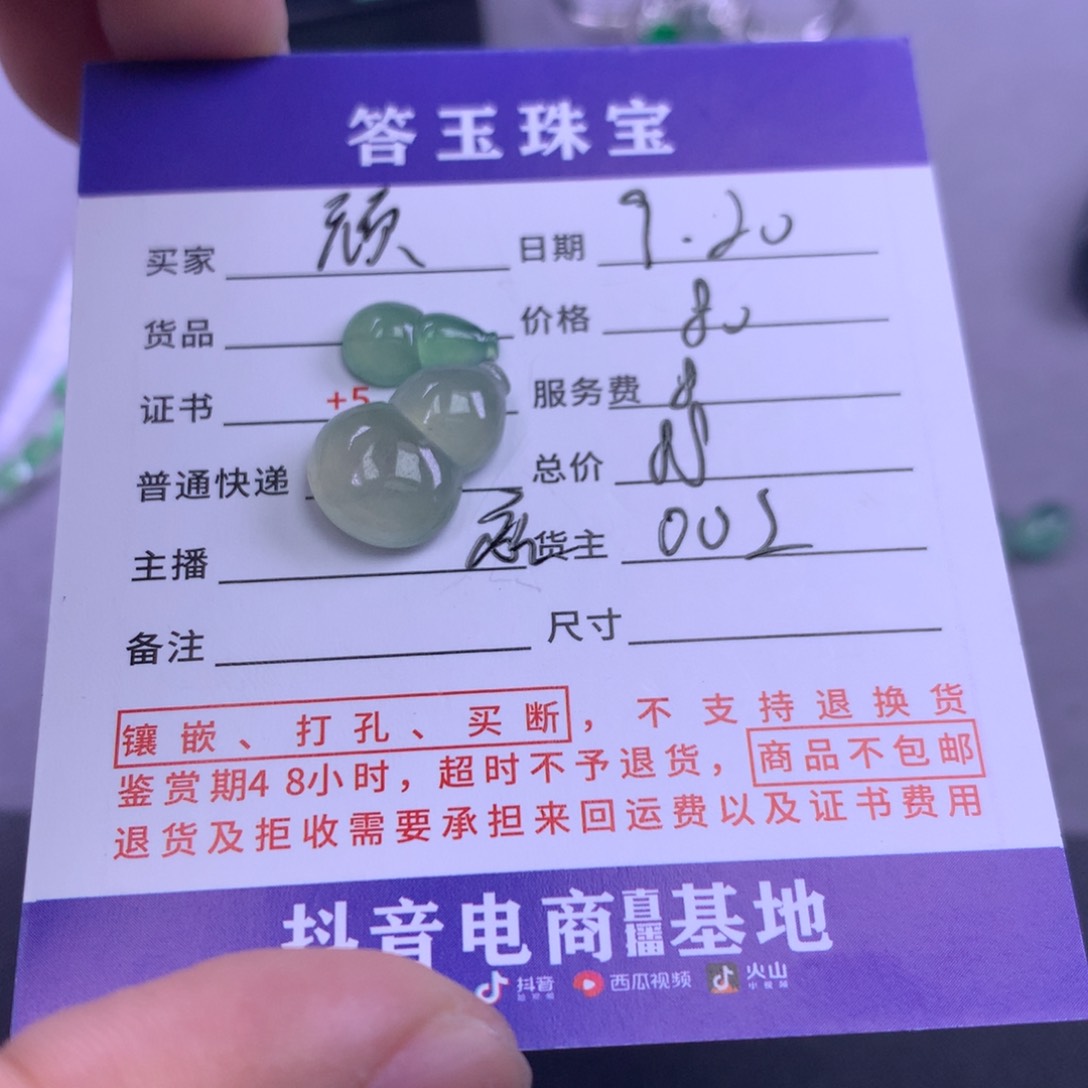 答玉珠宝
买家 顾 日期 9.20
货品 价格 80
证书 +5 服务费 8
普通快递 总价 88
主播 货主 002
备注 尺寸
镶嵌、打孔、买断，不支持退换货
鉴赏期48小时，超时不予退货，商品不包邮
退货及拒收需要承担来回运费以及证书费用
抖音电商直播基地
抖音 西瓜视频 火山